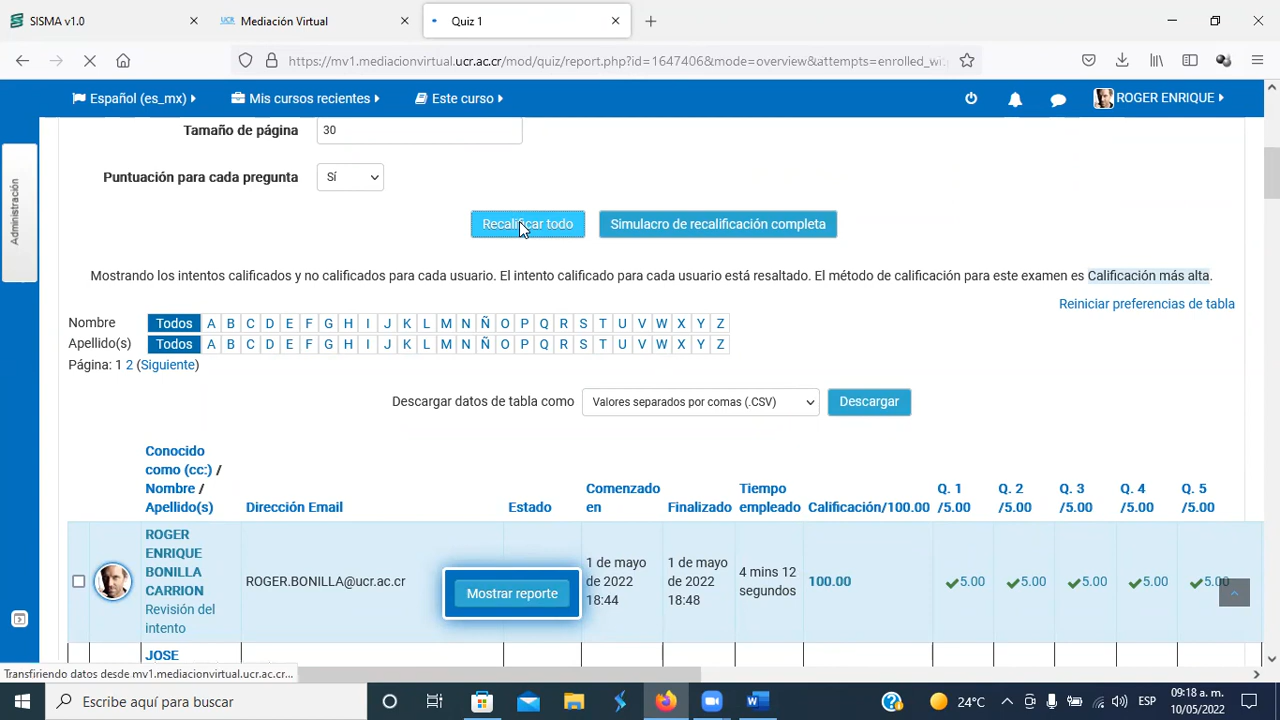 SISMA v1.0
UCR Mediación Virtual
Quiz 1
https://mv1.mediacionvirtual.ucr.ac.cr/mod/quiz/report.php?id=1647406&mode=overview&attempts=enrolled_wi
Español (es_mx)
Mis cursos recientes
Este curso
ROGER ENRIQUE
Administración
Tamaño de página
30
Puntuación para cada pregunta
Sí
Recalificar todo
Simulacro de recalificación completa
Mostrando los intentos calificados y no calificados para cada usuario. El intento calificado para cada usuario está resaltado. El método de calificación para este examen es Calificación más alta.
Reiniciar preferencias de tabla
Nombre Todos A B C D E F G H I J K L M N Ñ O P Q R S T U V W X Y Z
Apellido(s) Todos A B C D E F G H I J K L M N Ñ O P Q R S T U V W X Y Z
Página: 1 2 (Siguiente)
Descargar datos de tabla como
Valores separados por comas (.CSV)
Descargar
Conocido
como (cc:) /
Nombre /
Apellido(s)
Dirección Email
Estado
Comenzado
en
Finalizado
Tiempo
empleado
Calificación/100.00
Q. 1
/5.00
Q. 2
/5.00
Q. 3
/5.00
Q. 4
/5.00
Q. 5
/5.00
ROGER
ENRIQUE
BONILLA
CARRION
Revisión del
intento
ROGER.BONILLA@ucr.ac.cr
Mostrar reporte
1 de mayo
de 2022
18:44
1 de mayo
de 2022
18:48
4 mins 12
segundos
100.00
5.00
5.00
5.00
5.00
5.00
JOSE
Transfiriendo datos desde mv1.mediacionvirtual.ucr.ac.cr...
Escribe aquí para buscar
24°C
ESP
09:18 a. m.
10/05/2022